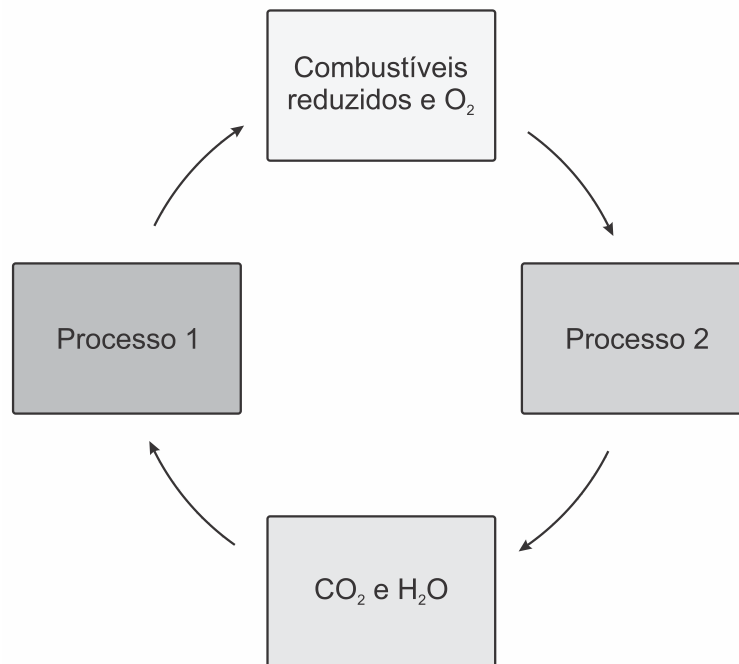 Combustíveis
reduzidos e O₂
Processo 1
Processo 2
CO₂ e H₂O